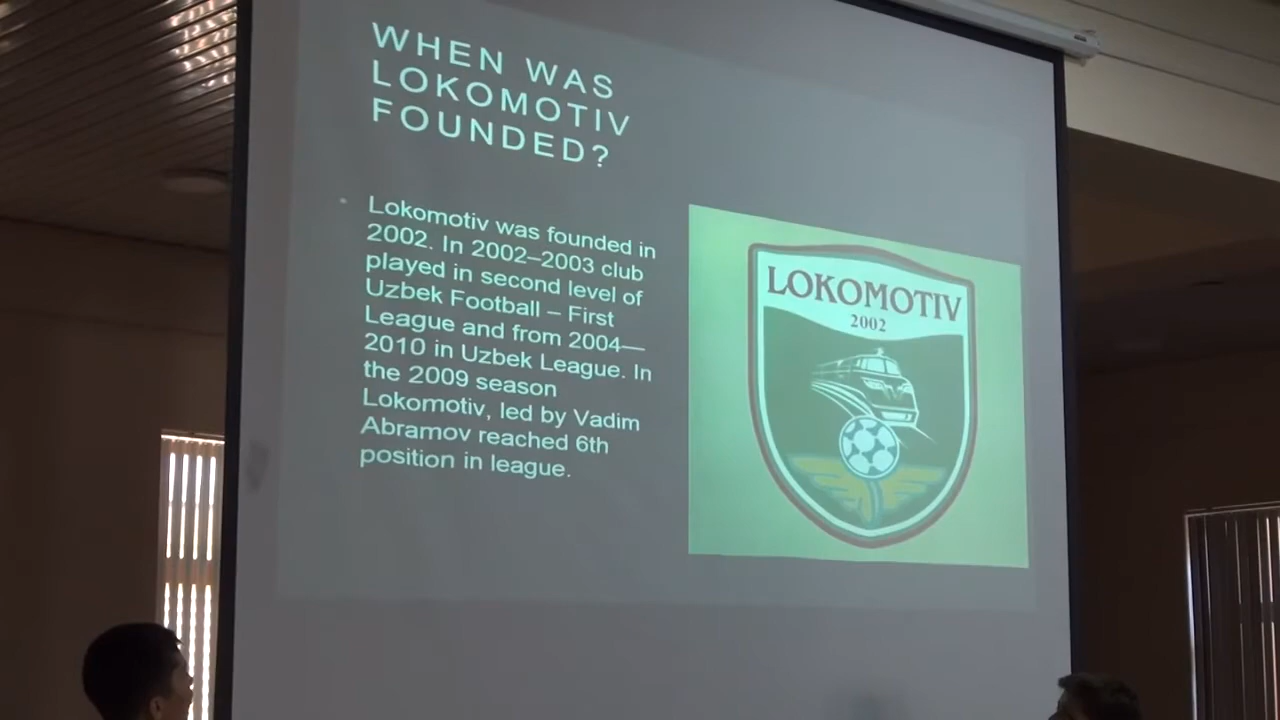 WHEN WAS
LOKOMOTIV
FOUNDED?
Lokomotiv was founded in
2002. In 2002–2003 club
played in second level of
Uzbek Football – First
League and from 2004—
2010 in Uzbek League. In
the 2009 season
Lokomotiv, led by Vadim
Abramov reached 6th
position in league.
LOKOMOTIV
2002